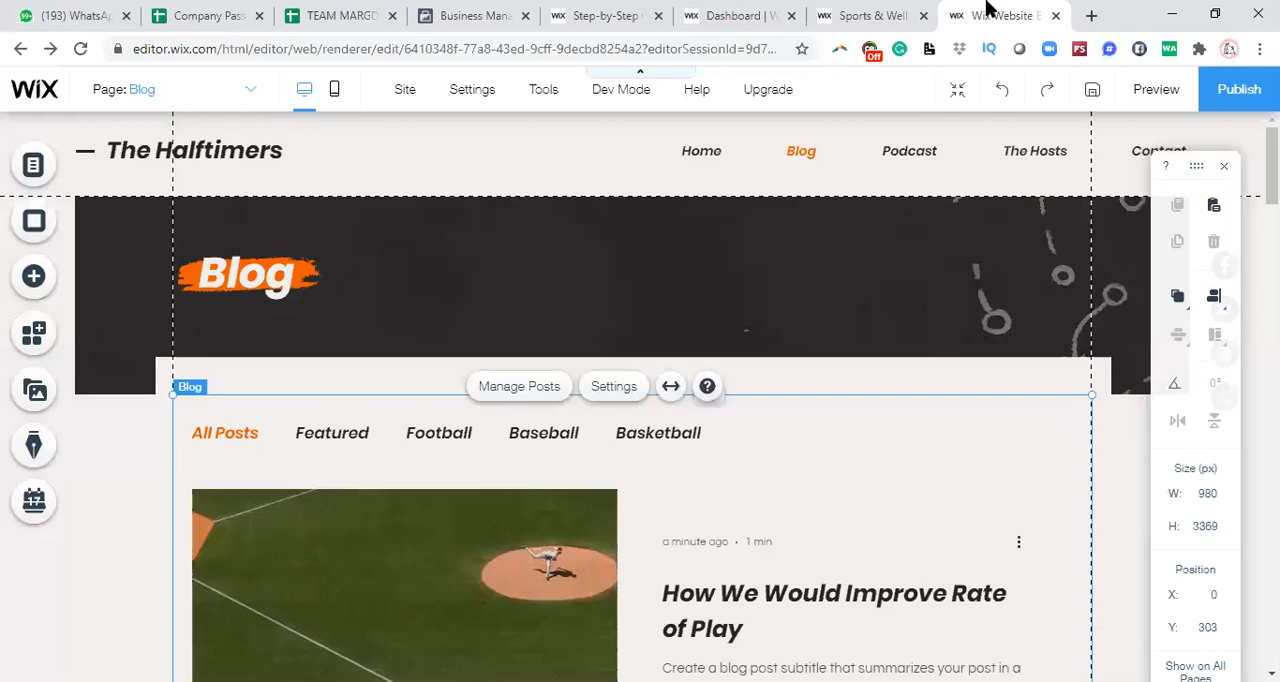 (193) WhatsA
Company Pas
TEAM MARGD
Business Mana
Step-by-Step
Dashboard | W
Sports & Well
Wix Website E
editor.wix.com/html/editor/web/renderer/edit/6410348f-77a8-43ed-9cff-9decbd8254a2?editorSessionId=9d7...
WiX
Page: Blog
Site
Settings
Tools
Dev Mode
Help
Upgrade
Preview
Publish
— The Halftimers
Home
Blog
Podcast
The Hosts
Contact
Blog
Blog
Manage Posts
Settings
All Posts
Featured
Football
Baseball
Basketball
a minute ago · 1 min
How We Would Improve Rate
of Play
Create a blog post subtitle that summarizes your post in a
Size (px)
W: 980
H: 3369
Position
X: 0
Y: 303
Show on All
Pages